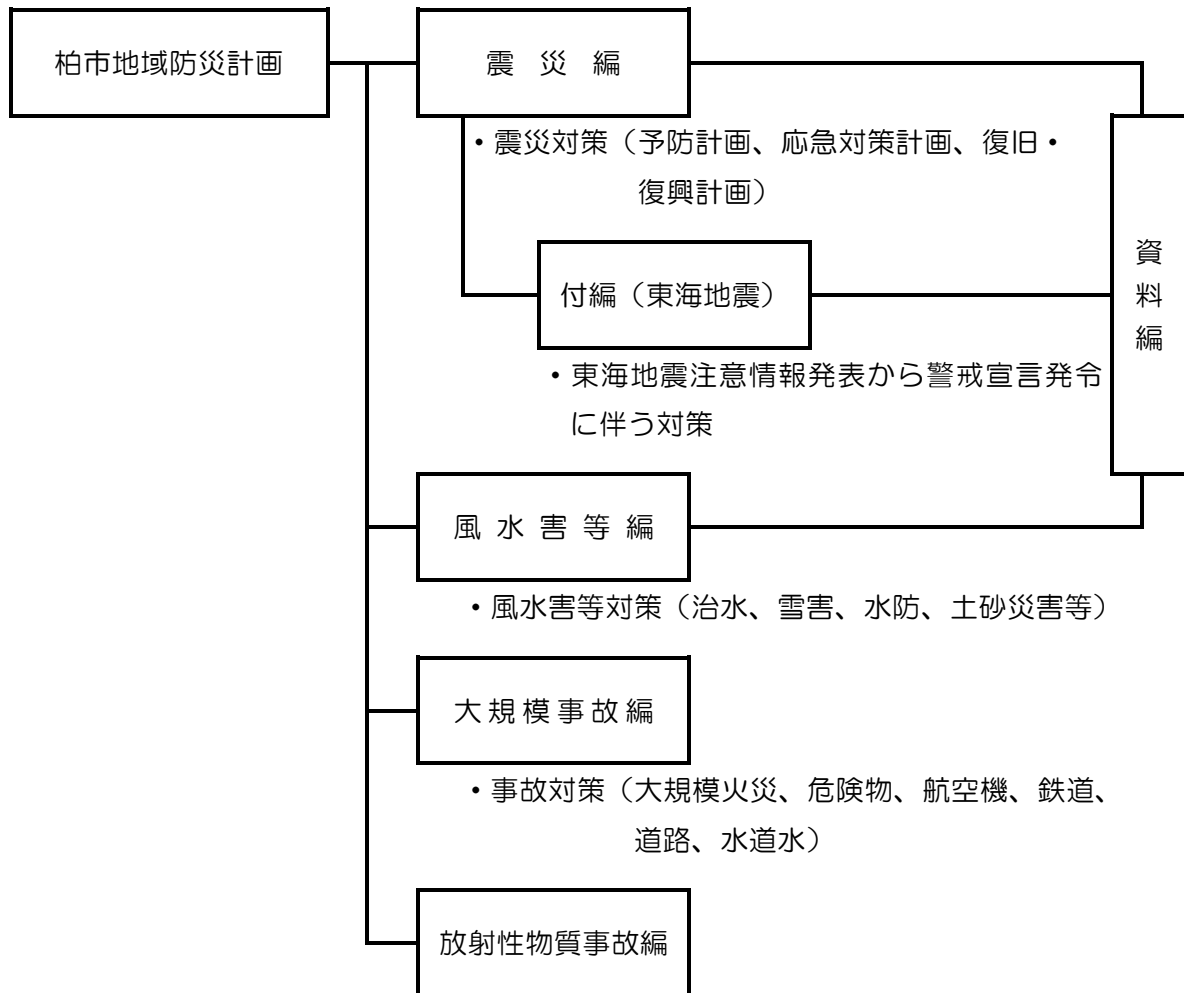 柏市地域防災計画
震災編
・震災対策（予防計画、応急対策計画、復旧・
復興計画）
付編（東海地震）
・東海地震注意情報発表から警戒宣言発令
に伴う対策
資料編
風水害等編
・風水害等対策（治水、雪害、水防、土砂災害等）
大規模事故編
・事故対策（大規模火災、危険物、航空機、鉄道、
道路、水道水）
放射性物質事故編